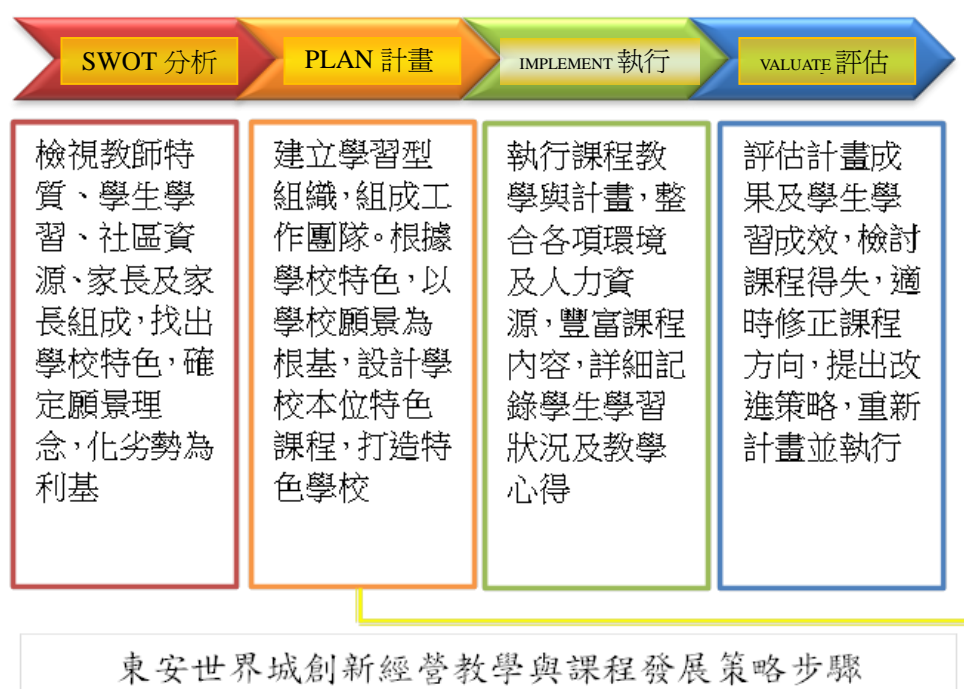 SWOT 分析
PLAN 計畫
IMPLEMENT 執行
VALUATE 評估
檢視教師特
質、學生學
習、社區資
源、家長及家
長組成，找出
學校特色，確
定願景理
念，化劣勢為
利基
建立學習型
組織，組成工
作團隊。根據
學校特色，以
學校願景為
根基，設計學
校本位特色
課程，打造特
色學校
執行課程教
學與計畫，整
合各項環境
及人力資
源，豐富課程
內容，詳細記
錄學生學習
狀況及教學
心得
評估計畫成
果及學生學
習成效，檢討
課程得失，適
時修正課程
方向，提出改
進策略，重新
計畫並執行
東安世界城創新經營教學與課程發展策略步驟